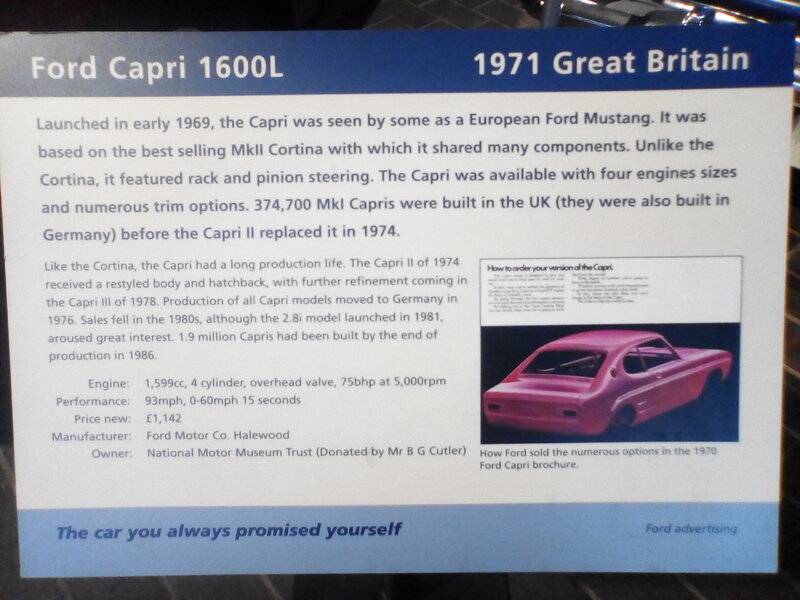 Ford Capri 1600L
1971 Great Britain
Launched in early 1969, the Capri was seen by some as a European Ford Mustang. It was
based on the best selling MkII Cortina with which it shared many components. Unlike the
Cortina, it featured rack and pinion steering. The Capri was available with four engines sizes
and numerous trim options. 374,700 MkI Capris were built in the UK (they were also built in
Germany) before the Capri II replaced it in 1974.
Like the Cortina, the Capri had a long production life. The Capri II of 1974
received a restyled body and hatchback, with further refinement coming in
the Capri III of 1978. Production of all Capri models moved to Germany in
1976. Sales fell in the 1980s, although the 2.8i model launched in 1981,
aroused great interest. 1.9 million Capris had been built by the end of
production in 1986.
Engine: 1,599cc, 4 cylinder, overhead valve, 75bhp at 5,000rpm
Performance: 93mph, 0-60mph 15 seconds
Price new: £1,142
Manufacturer: Ford Motor Co. Halewood
Owner: National Motor Museum Trust (Donated by Mr B G Cutler)
How to order your version of the Capri.
How Ford sold the numerous options in the 1970
Ford Capri brochure.
The car you always promised yourself
Ford advertising